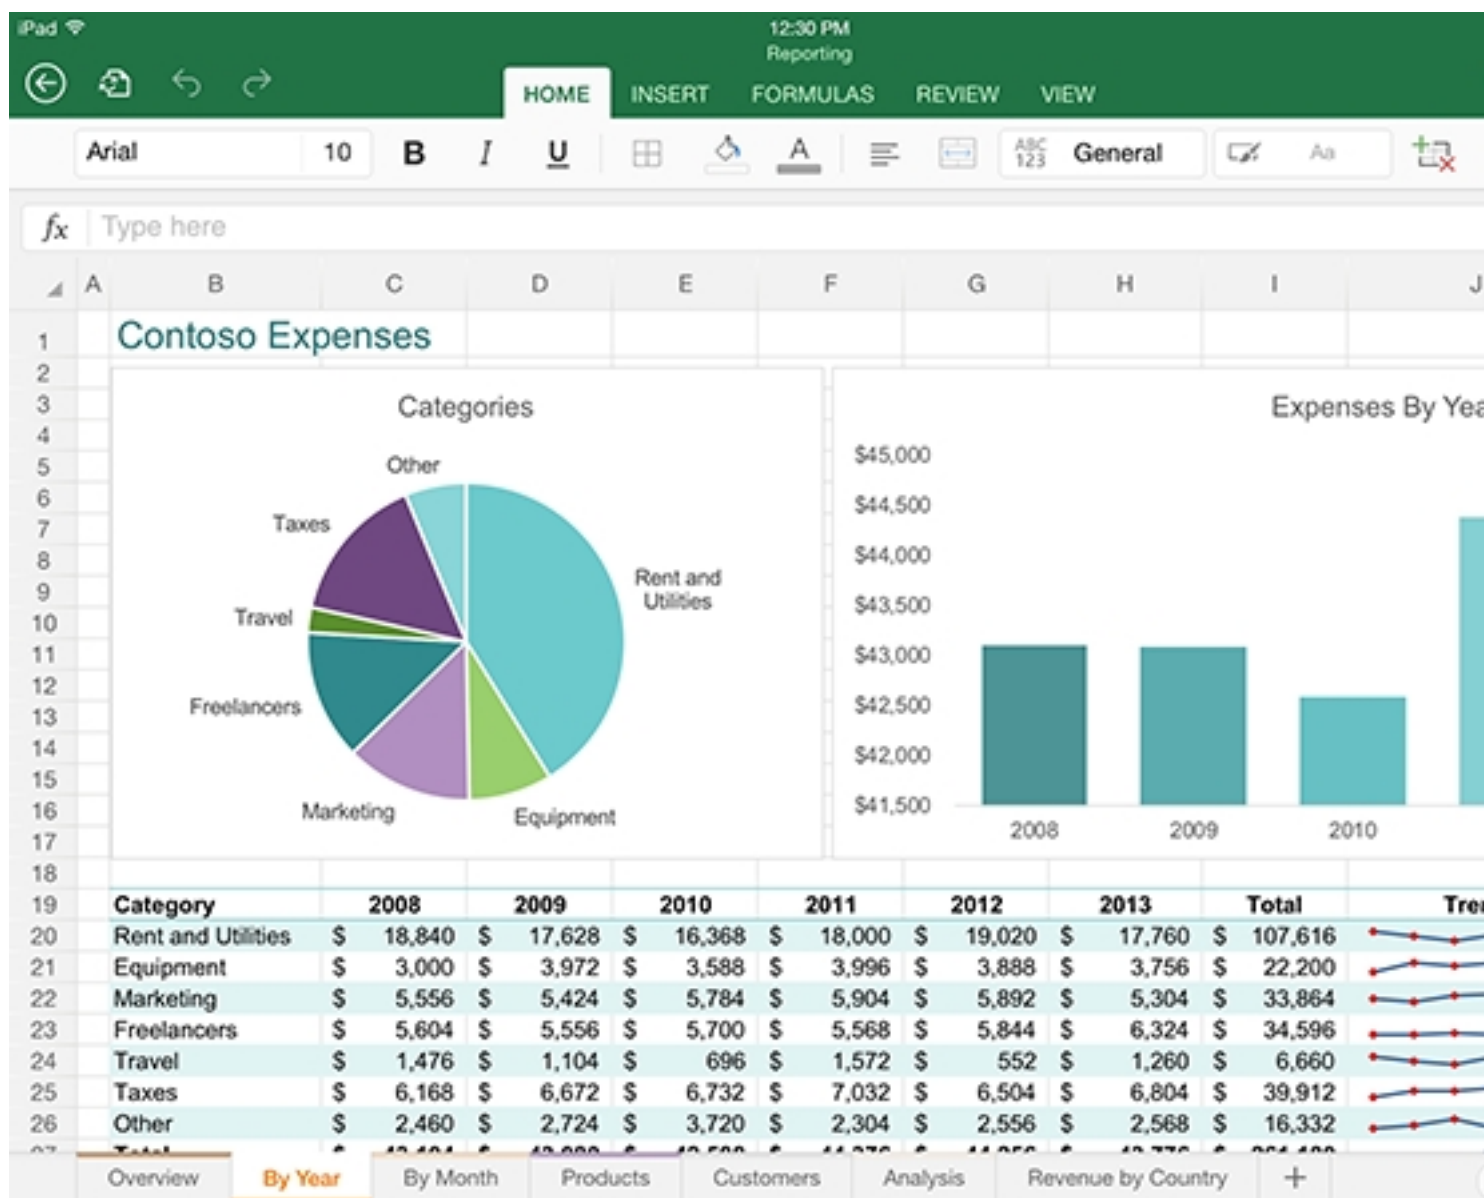 iPad
12:30 PM
Reporting
HOME INSERT FORMULAS REVIEW VIEW
Arial 10 B I U A ABC 123 General Aa
fx Type here
A B C D E F G H I J
1 Contoso Expenses
2
3
4
5
6
7
8
9
10
11
12
13
14
15
16
17
18
Categories
Other
Taxes
Rent and
Utilities
Travel
Freelancers
Marketing
Equipment
Expenses By Yea
$45,000
$44,500
$44,000
$43,500
$43,000
$42,500
$42,000
$41,500
2008 2009 2010
19 Category 2008 2009 2010 2011 2012 2013 Total Tre
20 Rent and Utilities $ 18,840 $ 17,628 $ 16,368 $ 18,000 $ 19,020 $ 17,760 $ 107,616
21 Equipment $ 3,000 $ 3,972 $ 3,588 $ 3,996 $ 3,888 $ 3,756 $ 22,200
22 Marketing $ 5,556 $ 5,424 $ 5,784 $ 5,904 $ 5,892 $ 5,304 $ 33,864
23 Freelancers $ 5,604 $ 5,556 $ 5,700 $ 5,568 $ 5,844 $ 6,324 $ 34,596
24 Travel $ 1,476 $ 1,104 $ 696 $ 1,572 $ 552 $ 1,260 $ 6,660
25 Taxes $ 6,168 $ 6,672 $ 6,732 $ 7,032 $ 6,504 $ 6,804 $ 39,912
26 Other $ 2,460 $ 2,724 $ 3,720 $ 2,304 $ 2,556 $ 2,568 $ 16,332
27 Total
Overview By Year By Month Products Customers Analysis Revenue by Country +